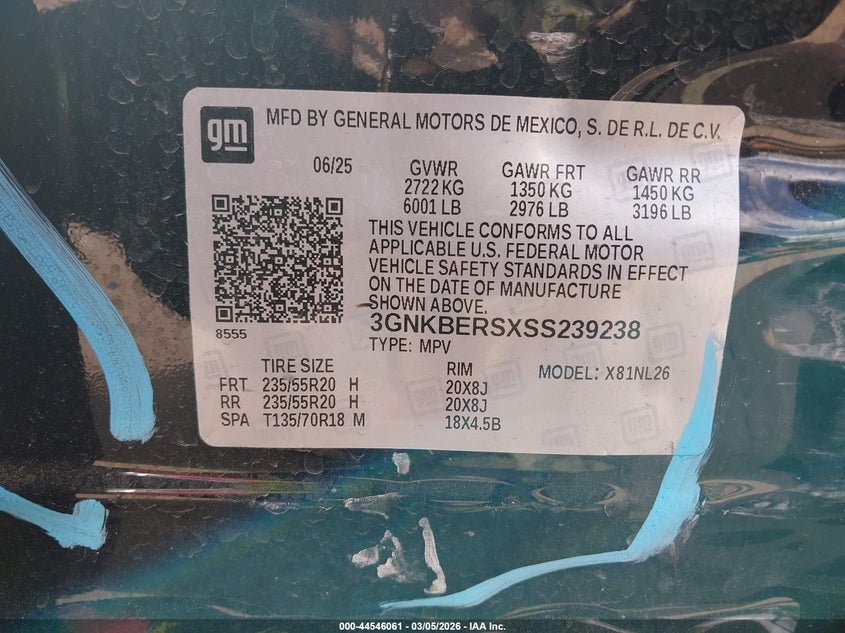 gm
MFD BY GENERAL MOTORS DE MEXICO, S. DE R.L. DE C.V.
06/25 GVWR GAWR FRT GAWR RR
2722 KG 1350 KG 1450 KG
6001 LB 2976 LB 3196 LB
THIS VEHICLE CONFORMS TO ALL
APPLICABLE U.S. FEDERAL MOTOR
VEHICLE SAFETY STANDARDS IN EFFECT
ON THE DATE OF MANUFACTURE
SHOWN ABOVE.
8555
3GNKBERSXSS239238
TYPE: MPV
TIRE SIZE RIM MODEL: X81NL26
FRT 235/55R20 H 20X8J
RR 235/55R20 H 20X8J
SPA T135/70R18 M 18X4.5B
000-44546061 - 03/05/2026 - IAA Inc.